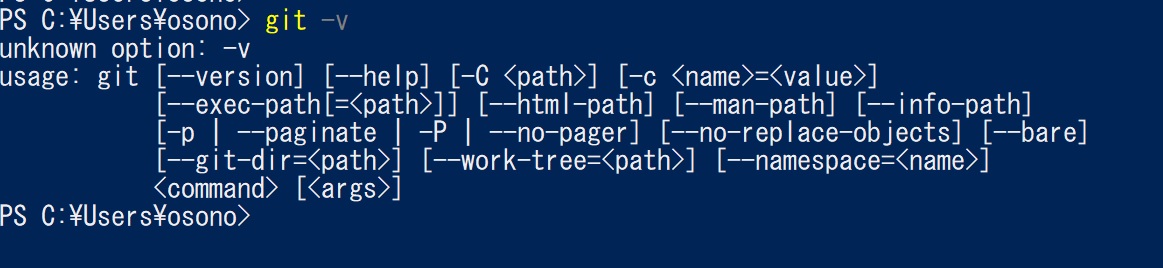 PS C:¥Users¥osono> git -v
unknown option: -v
usage: git [--version] [--help] [-C <path>] [-c <name>=<value>]
           [--exec-path[=<path>]] [--html-path] [--man-path] [--info-path]
           [-p | --paginate | -P | --no-pager] [--no-replace-objects] [--bare]
           [--git-dir=<path>] [--work-tree=<path>] [--namespace=<name>]
           <command> [<args>]
PS C:¥Users¥osono>